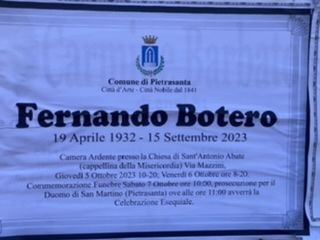 Comune di Pietrasanta
Città d'Arte - Città Nobile dal 1841
Fernando Botero
19 Aprile 1932 - 15 Settembre 2023
Camera Ardente presso la Chiesa di Sant'Antonio Abate
(cappellina della Misericordia) Via Mazzini,
Giovedì 5 Ottobre 2023 10-20; Venerdì 6 Ottobre ore 8-20.
Commemorazione Funebre Sabato 7 Ottobre ore 10:00, prosecuzione per il
Duomo di San Martino (Pietrasanta) ove alle ore 11:00 avverrà la
Celebrazione Esequiale.